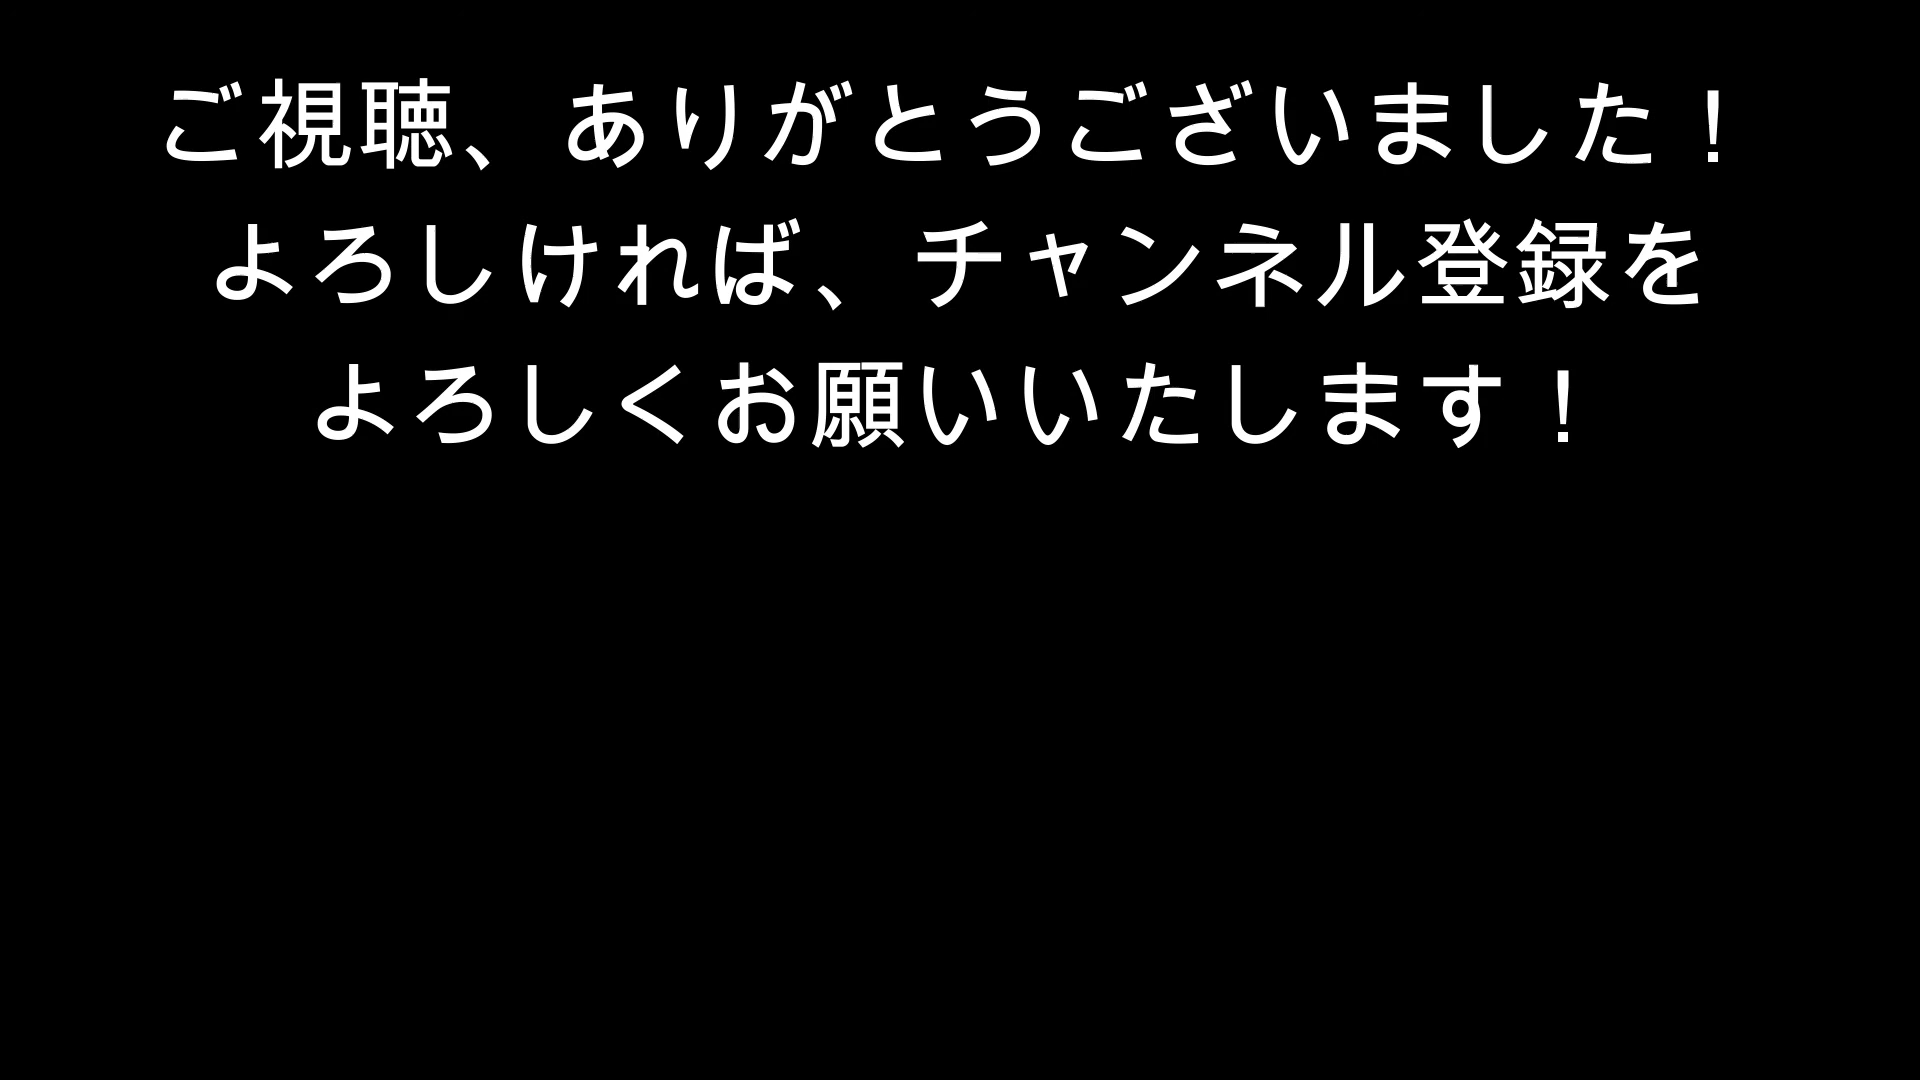 ご視聴、ありがとうございました！
よろしければ、チャンネル登録を
よろしくお願いいたします！